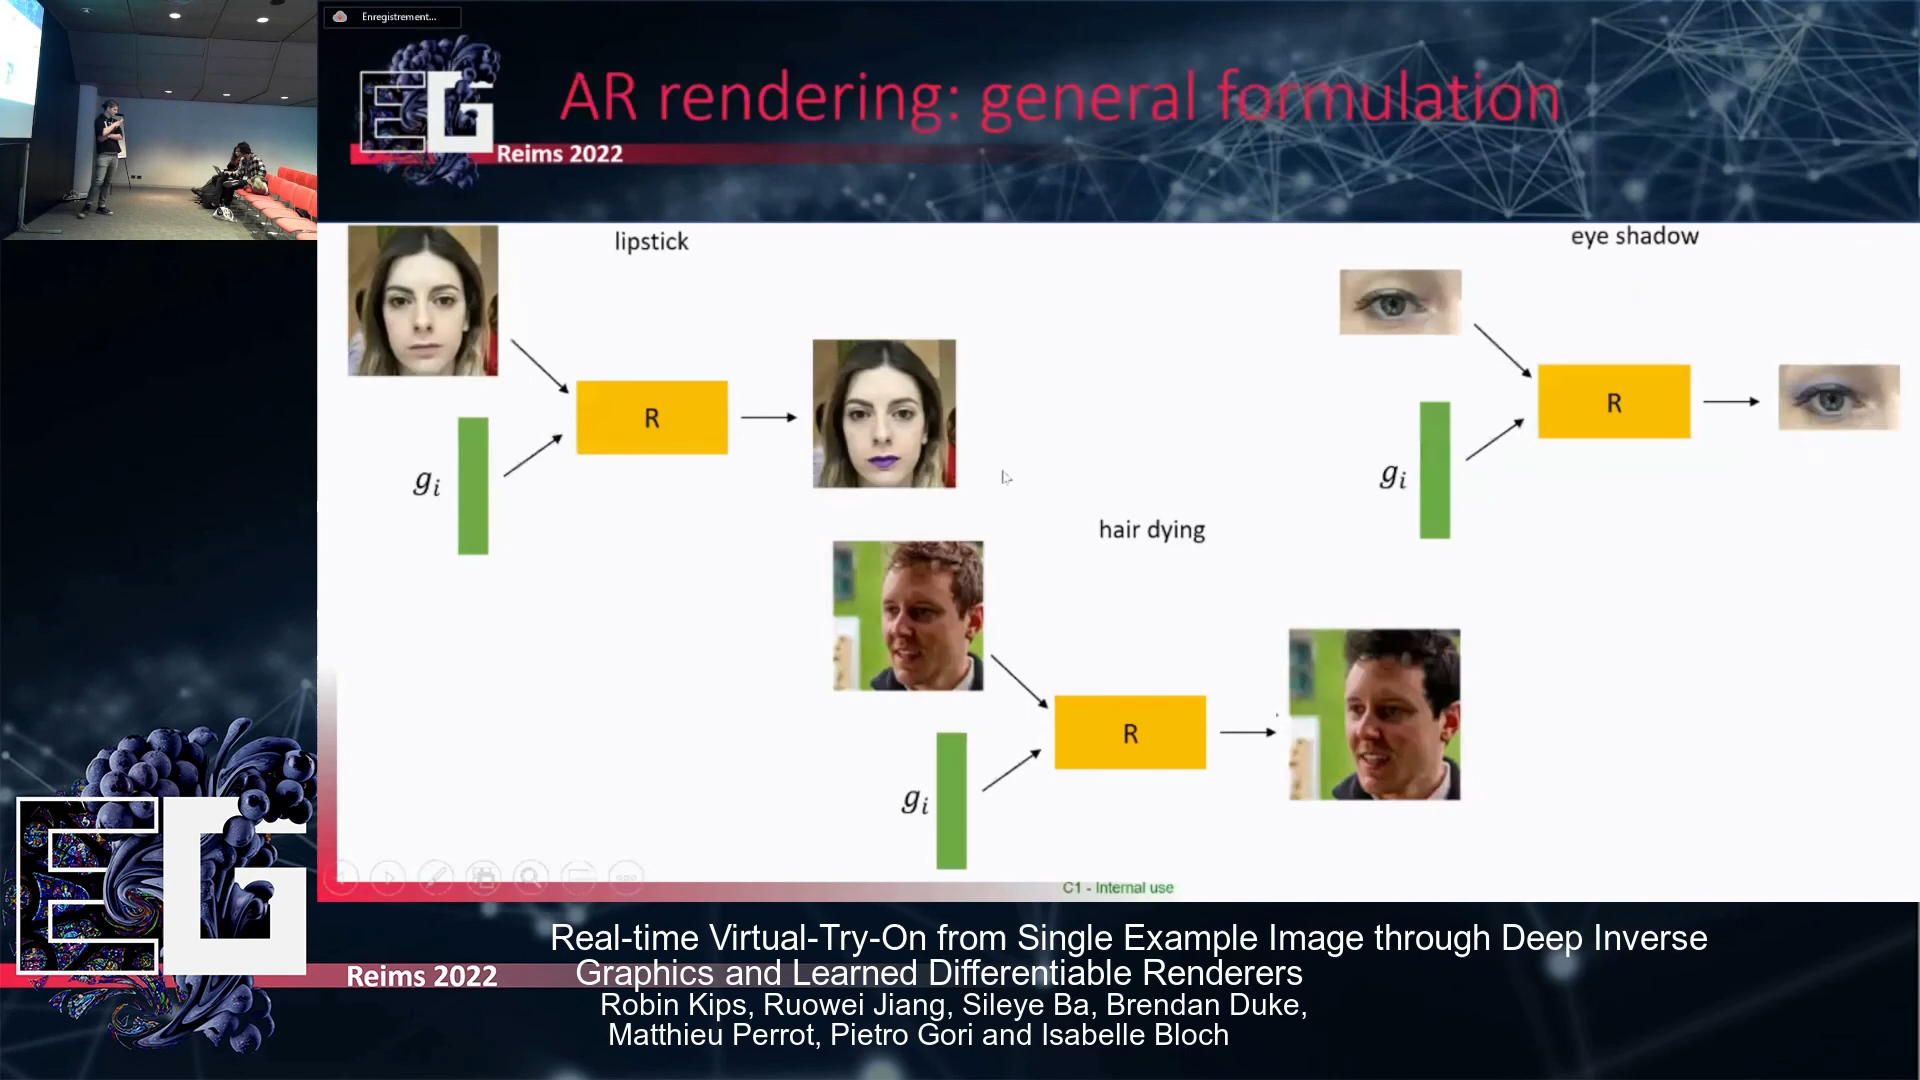 Enregistrement...
EG
AR rendering: general formulation
Reims 2022
lipstick
eye shadow
R
R
g_i
g_i
hair dying
R
g_i
C1 - Internal use
EG
Reims 2022
Real-time Virtual-Try-On from Single Example Image through Deep Inverse
Graphics and Learned Differentiable Renderers
Robin Kips, Ruowei Jiang, Sileye Ba, Brendan Duke,
Matthieu Perrot, Pietro Gori and Isabelle Bloch